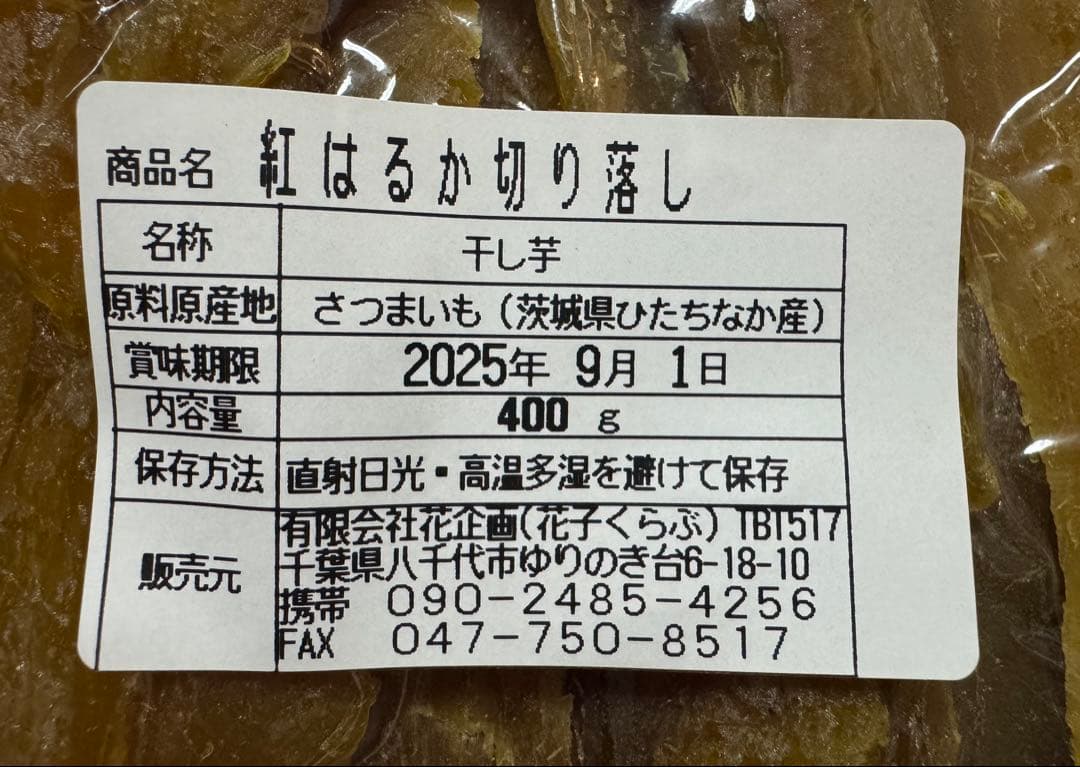 商品名 紅はるか切り落し
名称 干し芋
原料原産地 さつまいも（茨城県ひたちなか産）
賞味期限 2025年 9月 1日
内容量 400 g
保存方法 直射日光・高温多湿を避けて保存
販売元 有限会社花企画(花子くらぶ) TBT517
千葉県八千代市ゆりのき台6-18-10
携帯 090-2485-4256
FAX 047-750-8517